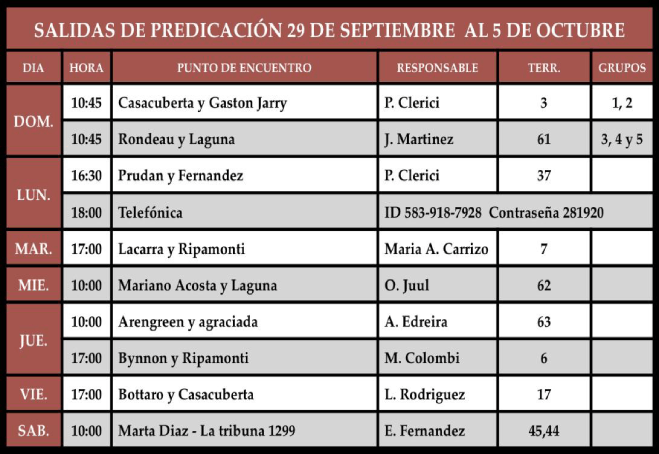 SALIDAS DE PREDICACIÓN 29 DE SEPTIEMBRE AL 5 DE OCTUBRE
DIA HORA PUNTO DE ENCUENTRO RESPONSABLE TERR. GRUPOS
DOM. 10:45 Casacuberta y Gaston Jarry P. Clerici 3 1, 2
10:45 Rondeau y Laguna J. Martinez 61 3, 4 y 5
LUN. 16:30 Prudan y Fernandez P. Clerici 37
18:00 Telefónica ID 583-918-7928 Contraseña 281920
MAR. 17:00 Lacarra y Ripamonti Maria A. Carrizo 7
MIE. 10:00 Mariano Acosta y Laguna O. Juul 62
JUE. 10:00 Arengreen y agraciada A. Edreira 63
17:00 Bynnon y Ripamonti M. Colombi 6
VIE. 17:00 Bottaro y Casacuberta L. Rodriguez 17
SAB. 10:00 Marta Diaz - La tribuna 1299 E. Fernandez 45,44